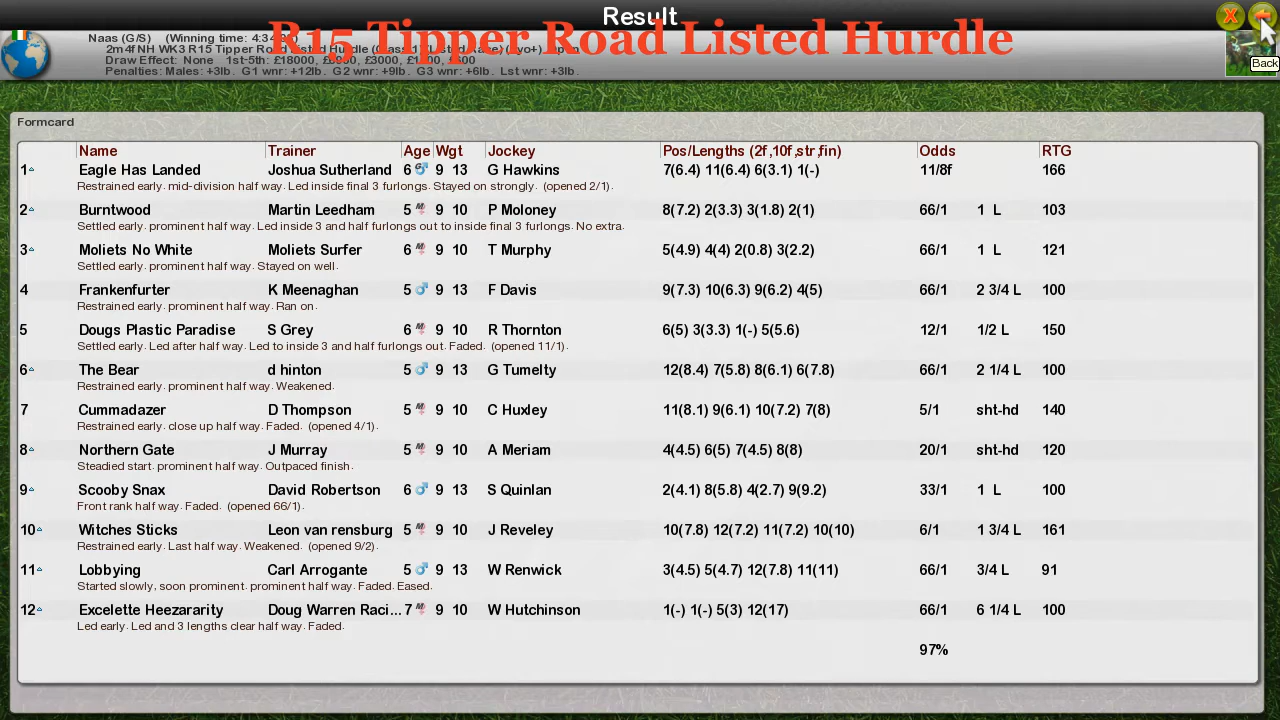 Result
R15 Tipper Road Listed Hurdle
Naas (G/S) (Winning time: 4:34
2m4f NH WK3 R15 Tipper Road Listed Hurdle
Draw Effect: None 1st-5th: £18000, £3000,
Penalties: Males: +3lb. G1 wnr: +12lb. G2 wnr: +9lb. G3 wnr: +6lb. Lst wnr: +3lb.
Back
Formcard
Name Trainer Age Wgt Jockey Pos/Lengths (2f,10f,str,fin) Odds RTG
1 Eagle Has Landed Joshua Sutherland 6 9 13 G Hawkins 7(6.4) 11(6.4) 6(3.1) 1(-) 11/8f 166
Restrained early. mid-division half way. Led inside final 3 furlongs. Stayed on strongly. (opened 2/1).
2 Burntwood Martin Leedham 5 9 10 P Moloney 8(7.2) 2(3.3) 3(1.8) 2(1) 66/1 1 L 103
Settled early. prominent half way. Led inside 3 and half furlongs out to inside final 3 furlongs. No extra.
3 Moliets No White Moliets Surfer 6 9 10 T Murphy 5(4.9) 4(4) 2(0.8) 3(2.2) 66/1 1 L 121
Settled early. prominent half way. Stayed on well.
4 Frankenfurter K Meenaghan 5 9 13 F Davis 9(7.3) 10(6.3) 9(6.2) 4(5) 66/1 2 3/4 L 100
Restrained early. prominent half way. Ran on.
5 Dougs Plastic Paradise S Grey 6 9 10 R Thornton 6(5) 3(3.3) 1(-) 5(5.6) 12/1 1/2 L 150
Settled early. Led after half way. Led to inside 3 and half furlongs out. Faded. (opened 11/1).
6 The Bear d hinton 5 9 13 G Tumelty 12(8.4) 7(5.8) 8(6.1) 6(7.8) 66/1 2 1/4 L 100
Restrained early. prominent half way. Weakened.
7 Cummadazer D Thompson 5 9 10 C Huxley 11(8.1) 9(6.1) 10(7.2) 7(8) 5/1 sht-hd 140
Restrained early. close up half way. Faded. (opened 4/1).
8 Northern Gate J Murray 5 9 10 A Meriam 4(4.5) 6(5) 7(4.5) 8(8) 20/1 sht-hd 120
Steadied start. prominent half way. Outpaced finish.
9 Scooby Snax David Robertson 6 9 13 S Quinlan 2(4.1) 8(5.8) 4(2.7) 9(9.2) 33/1 1 L 100
Front rank half way. Faded. (opened 66/1).
10 Witches Sticks Leon van rensburg 5 9 10 J Reveley 10(7.8) 12(7.2) 11(7.2) 10(10) 6/1 1 3/4 L 161
Restrained early. Last half way. Weakened. (opened 9/2).
11 Lobbying Carl Arrogante 5 9 13 W Renwick 3(4.5) 5(4.7) 12(7.8) 11(11) 66/1 3/4 L 91
Started slowly, soon prominent. prominent half way. Faded. Eased.
12 Excelette Heezararity Doug Warren Raci... 7 9 10 W Hutchinson 1(-) 1(-) 5(3) 12(17) 66/1 6 1/4 L 100
Led early. Led and 3 lengths clear half way. Faded.
97%